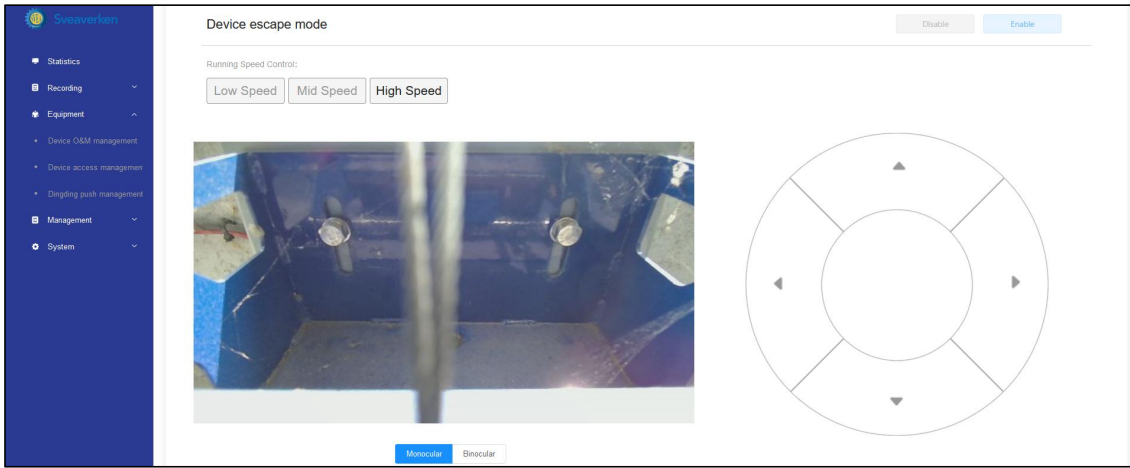 Sveaverken
Device escape mode
Disable
Enable
Statistics
Running Speed Control:
Recording
Low Speed
Mid Speed
High Speed
Equipment
Device O&M management
Device access managemen
Dingding push management
Management
System
Monocular
Binocular